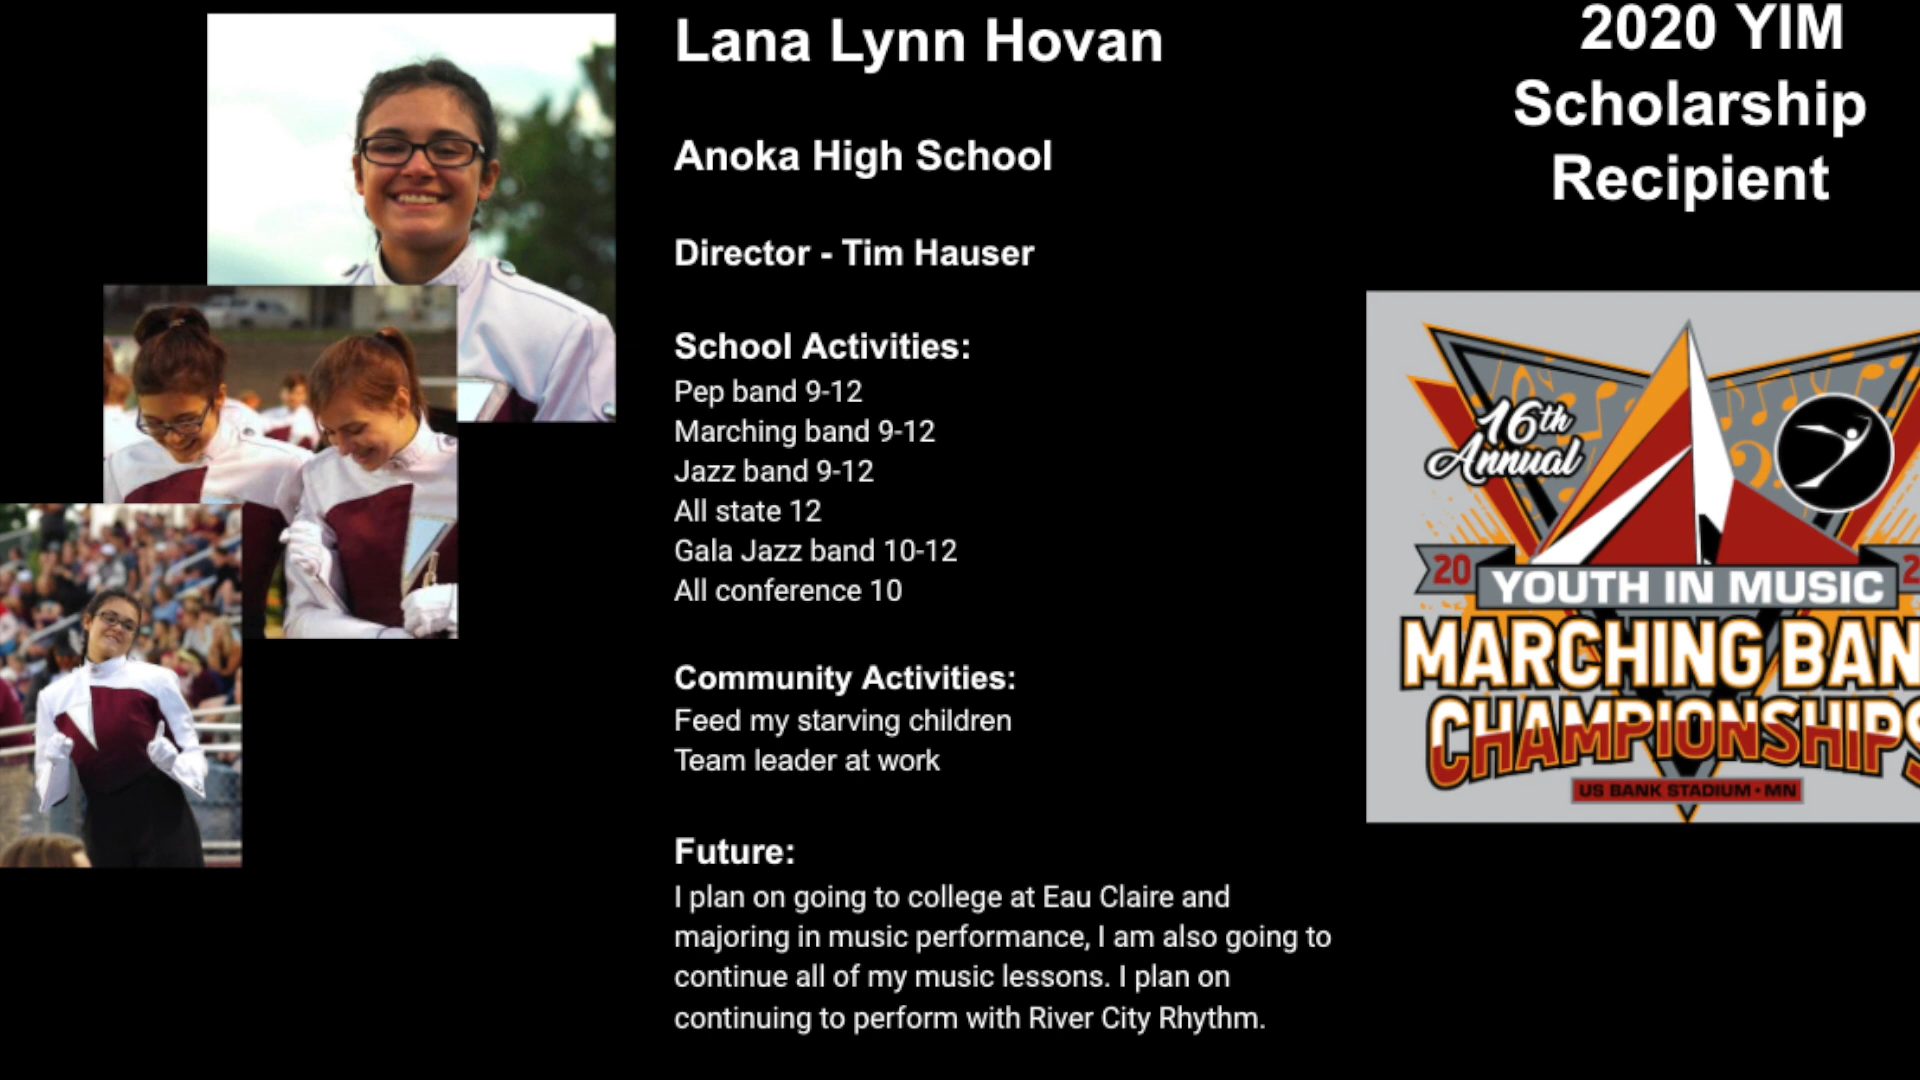 Lana Lynn Hovan
Anoka High School
Director - Tim Hauser
School Activities:
Pep band 9-12
Marching band 9-12
Jazz band 9-12
All state 12
Gala Jazz band 10-12
All conference 10
Community Activities:
Feed my starving children
Team leader at work
Future:
I plan on going to college at Eau Claire and
majoring in music performance, I am also going to
continue all of my music lessons. I plan on
continuing to perform with River City Rhythm.
2020 YIM
Scholarship
Recipient
16th
Annual
20 2
YOUTH IN MUSIC
MARCHING BAN
CHAMPIONSHIPS
US BANK STADIUM • MN